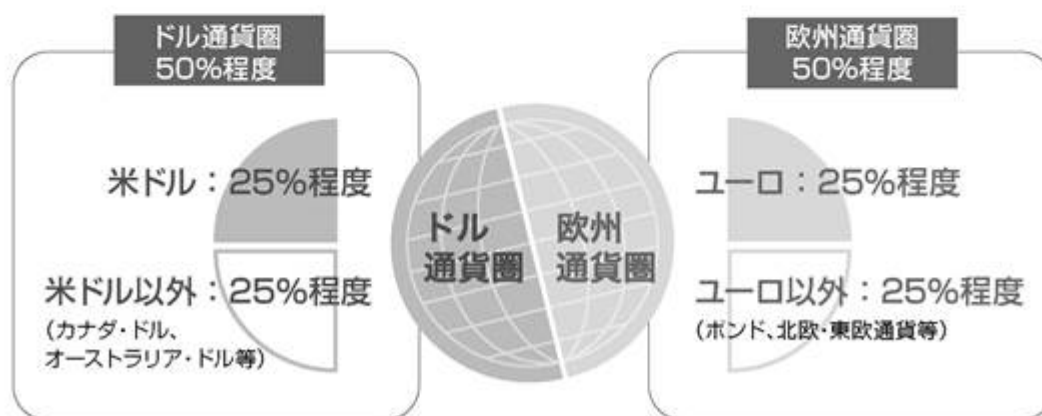 ドル通貨圏
50%程度
米ドル：25%程度
米ドル以外：25%程度
（カナダ・ドル、
オーストラリア・ドル等）
ドル
通貨圏
欧州
通貨圏
欧州通貨圏
50%程度
ユーロ：25%程度
ユーロ以外：25%程度
（ポンド、北欧・東欧通貨等）